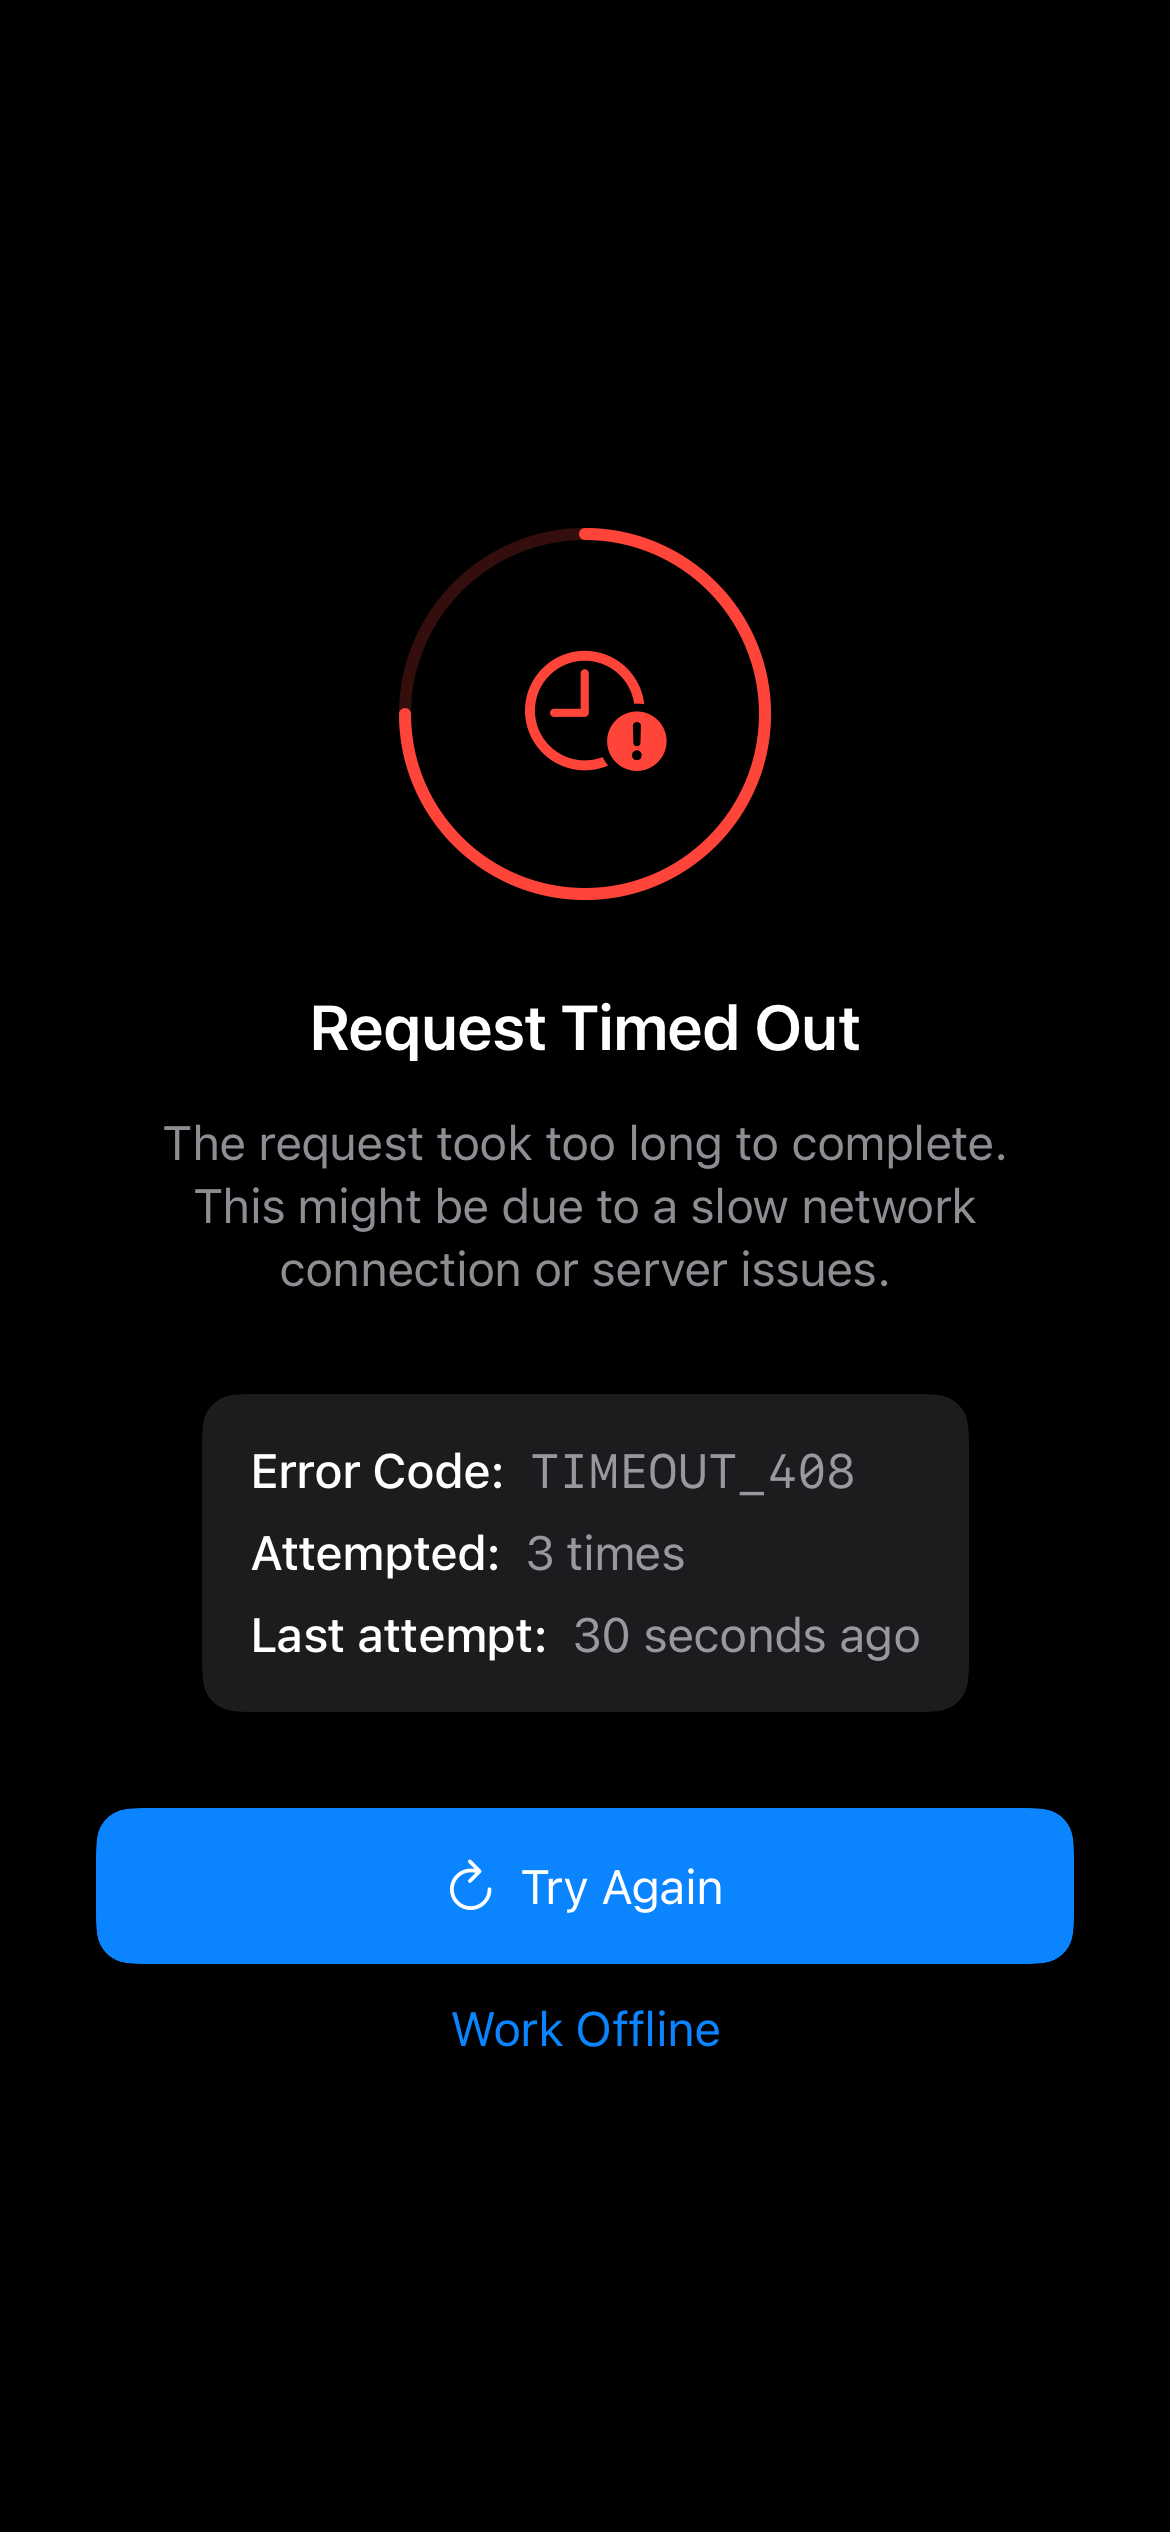 Request Timed Out
The request took too long to complete.
This might be due to a slow network
connection or server issues.
Error Code: TIMEOUT_408
Attempted: 3 times
Last attempt: 30 seconds ago
Try Again
Work Offline